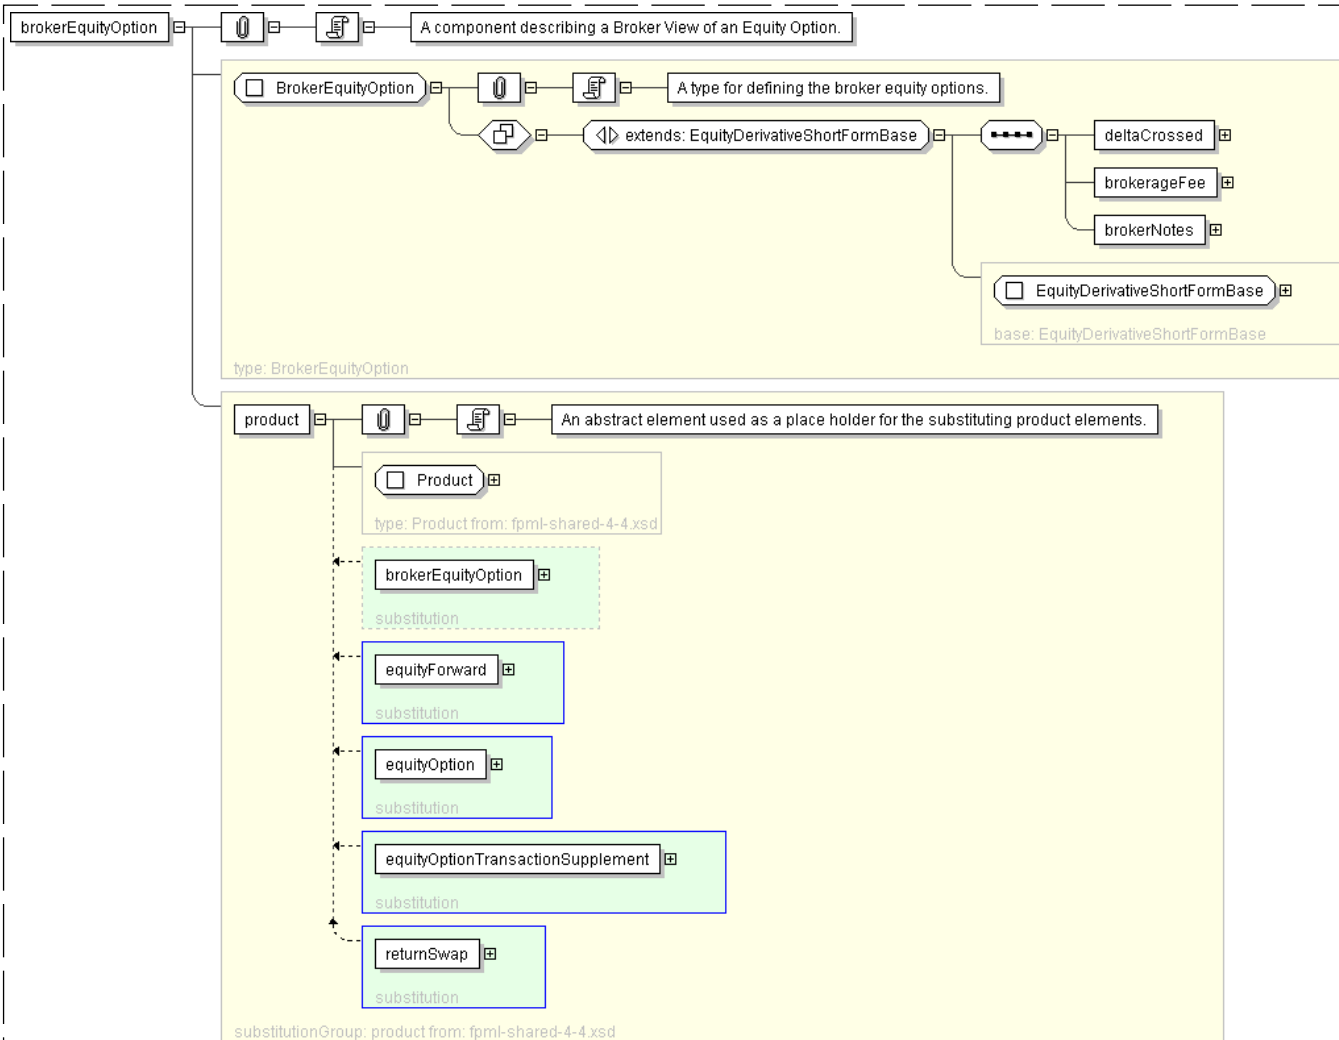 brokerEquityOption
A component describing a Broker View of an Equity Option.
BrokerEquityOption
A type for defining the broker equity options.
extends: EquityDerivativeShortFormBase
deltaCrossed
brokerageFee
brokerNotes
EquityDerivativeShortFormBase
base: EquityDerivativeShortFormBase
type: BrokerEquityOption
product
An abstract element used as a place holder for the substituting product elements.
Product
type: Product from: fpml-shared-4-4.xsd
brokerEquityOption
substitution
equityForward
substitution
equityOption
substitution
equityOptionTransactionSupplement
substitution
returnSwap
substitution
substitutionGroup: product from: fpml-shared-4-4.xsd